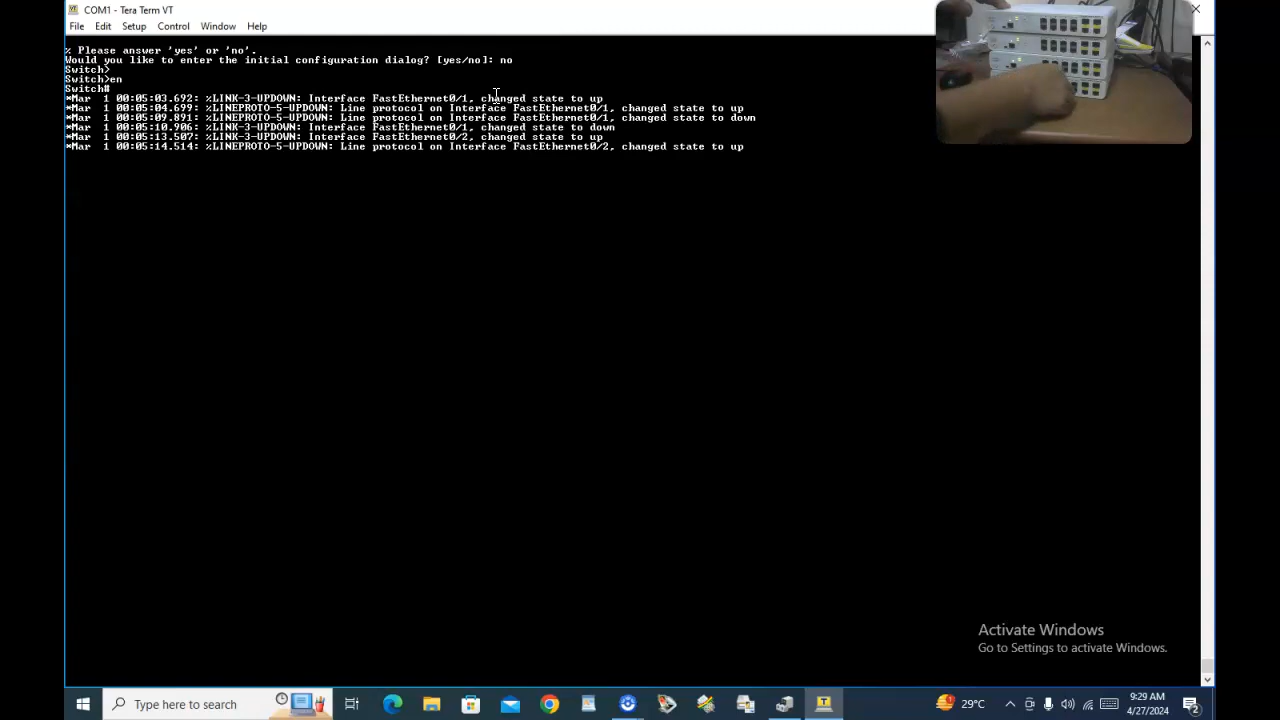 COM1 - Tera Term VT
File Edit Setup Control Window Help
% Please answer 'yes' or 'no'.
Would you like to enter the initial configuration dialog? [yes/no]: no
Switch>
Switch>en
Switch#
*Mar  1 00:05:03.692: %LINK-3-UPDOWN: Interface FastEthernet0/1, changed state to up
*Mar  1 00:05:04.699: %LINEPROTO-5-UPDOWN: Line protocol on Interface FastEthernet0/1, changed state to up
*Mar  1 00:05:09.891: %LINEPROTO-5-UPDOWN: Line protocol on Interface FastEthernet0/1, changed state to down
*Mar  1 00:05:10.906: %LINK-3-UPDOWN: Interface FastEthernet0/1, changed state to down
*Mar  1 00:05:13.507: %LINK-3-UPDOWN: Interface FastEthernet0/2, changed state to up
*Mar  1 00:05:14.514: %LINEPROTO-5-UPDOWN: Line protocol on Interface FastEthernet0/2, changed state to up
Activate Windows
Go to Settings to activate Windows.
Type here to search
29°C
9:29 AM
4/27/2024
2